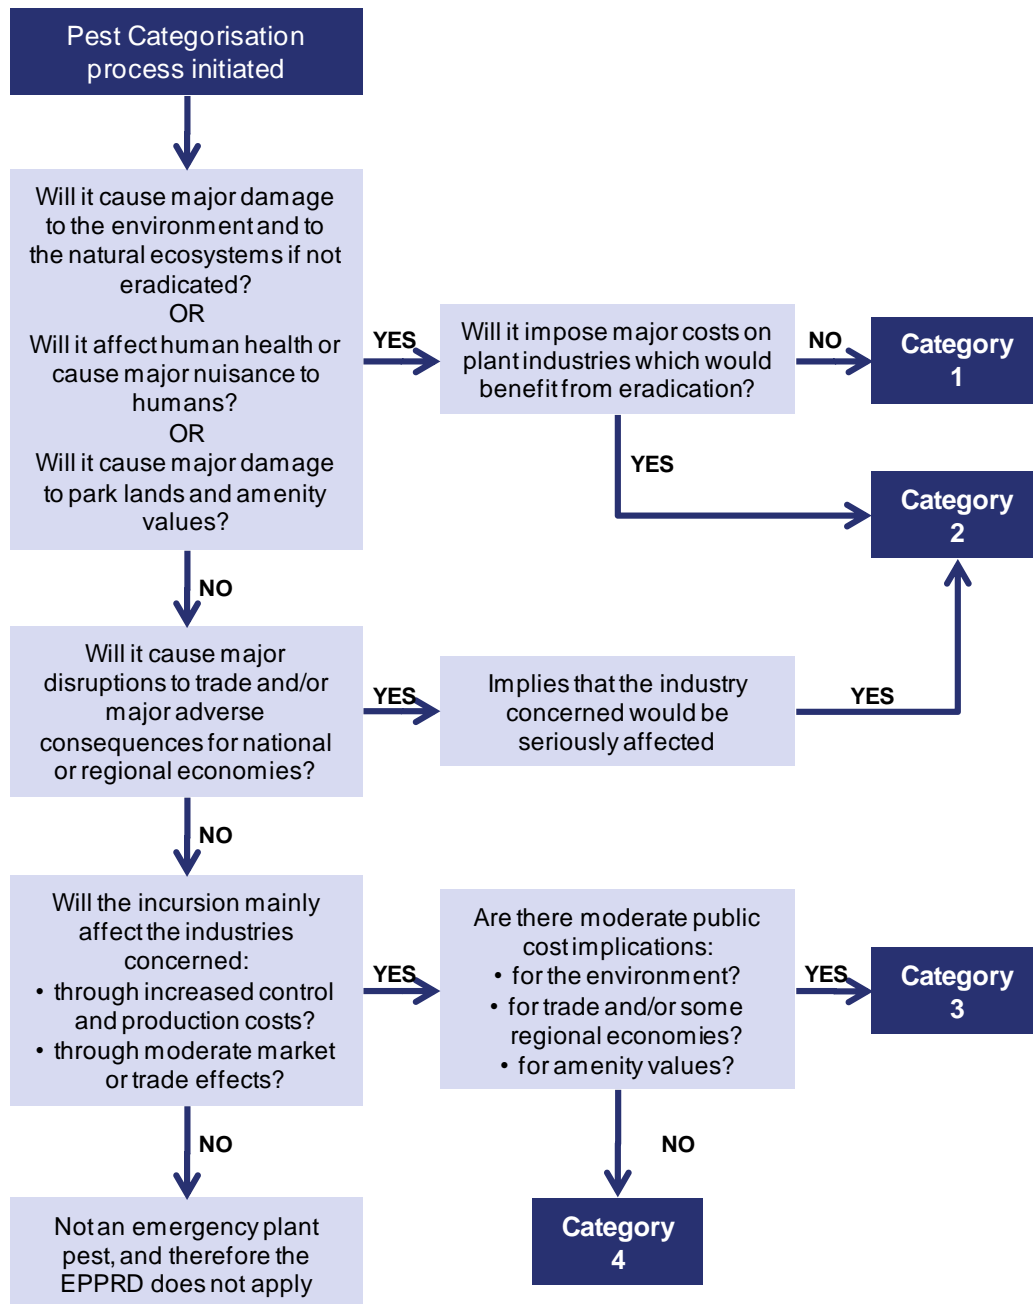 Pest Categorisation
process initiated
Will it cause major damage
to the environment and to
the natural ecosystems if not
eradicated?
OR
Will it affect human health or
cause major nuisance to
humans?
OR
Will it cause major damage
to park lands and amenity
values?
YES
Will it impose major costs on
plant industries which would
benefit from eradication?
NO
Category
1
YES
Category
2
NO
Will it cause major
disruptions to trade and/or
major adverse
consequences for national
or regional economies?
YES
Implies that the industry
concerned would be
seriously affected
YES
NO
Will the incursion mainly
affect the industries
concerned:
• through increased control
and production costs?
• through moderate market
or trade effects?
YES
Are there moderate public
cost implications:
• for the environment?
• for trade and/or some
regional economies?
• for amenity values?
YES
Category
3
NO
NO
Not an emergency plant
pest, and therefore the
EPPRD does not apply
Category
4